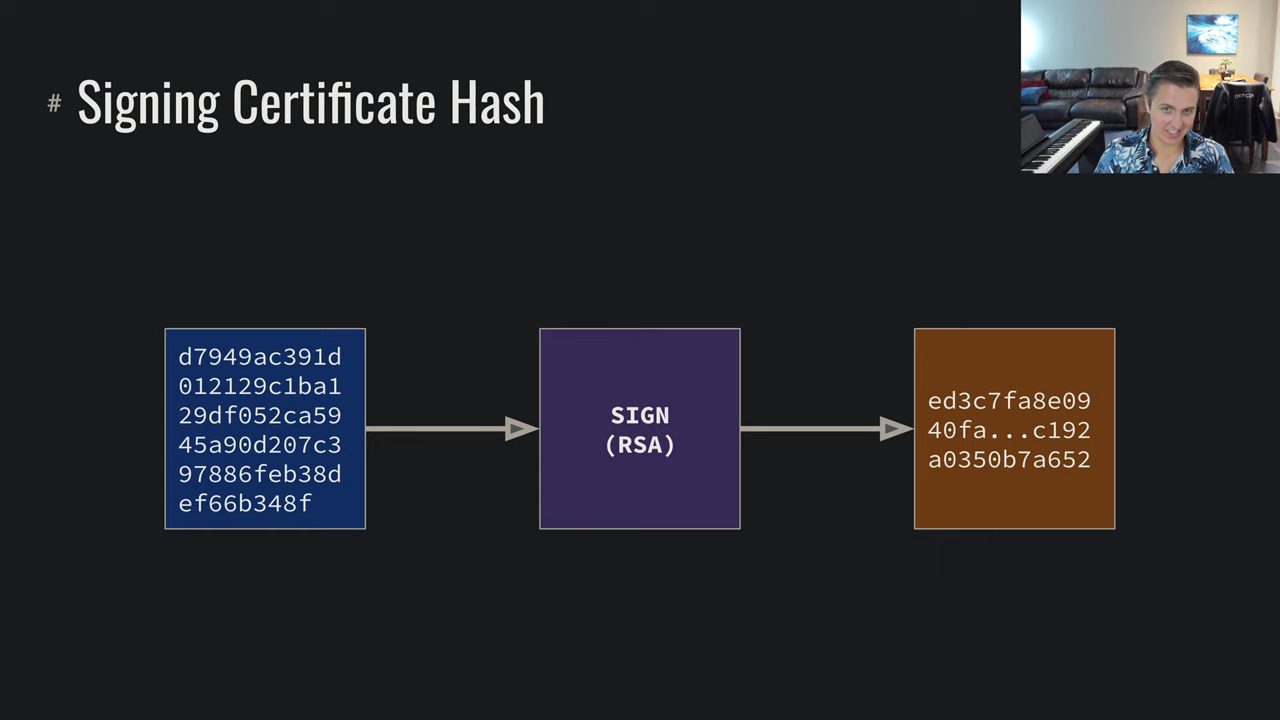 # Signing Certificate Hash
d7949ac391d
012129c1ba1
29df052ca59
45a90d207c3
97886feb38d
ef66b348f
SIGN
(RSA)
ed3c7fa8e09
40fa...c192
a0350b7a652